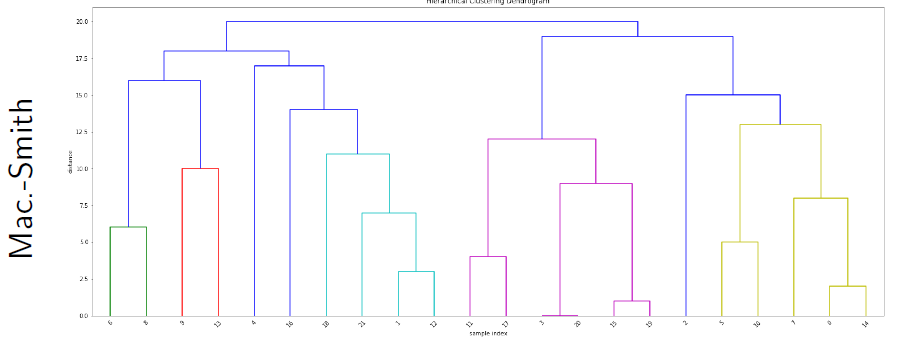 Hierarchical Clustering Dendrogram
Mac.-Smith
distance
20.0
17.5
15.0
12.5
10.0
7.5
5.0
2.5
0.0
6 8 9 13 4 16 18 21 1 12 11 17 3 20 15 19 2 5 10 7 0 14
sample index